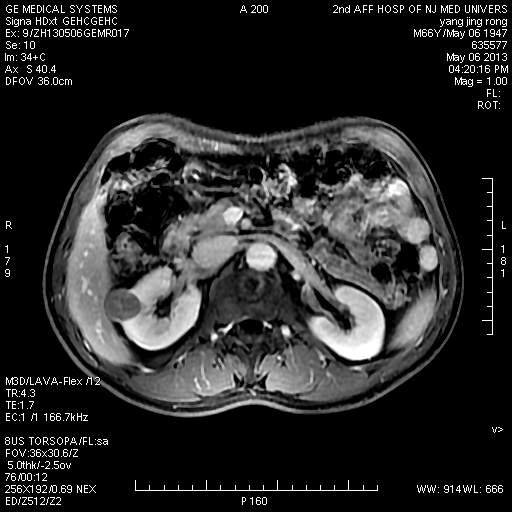 GE MEDICAL SYSTEMS
Signa HDxt GEHCGEHC
Ex: 9/ZH130506GEMR017
Se: 10
Im: 34+C
Ax S 40.4
DFOV 36.0cm
A 200
2nd AFF HOSP OF NJ MED UNIVERS
yang jing rong
M66Y/May 06 1947
635577
May 06 2013
04:20:16 PM
Mag = 1.00
FL:
ROT:
R
1
7
9
L
1
8
1
M3D/LAVA-Flex /12
TR:4.3
TE:1.7
EC:1 /1 166.7kHz
8US TORSOPA/FL:sa
FOV:36x30.6/Z
5.0thk/-2.5ov
76/00:12
256X192/0.69 NEX
ED/Z512/Z2
P 160
V>
WW: 914WL: 666